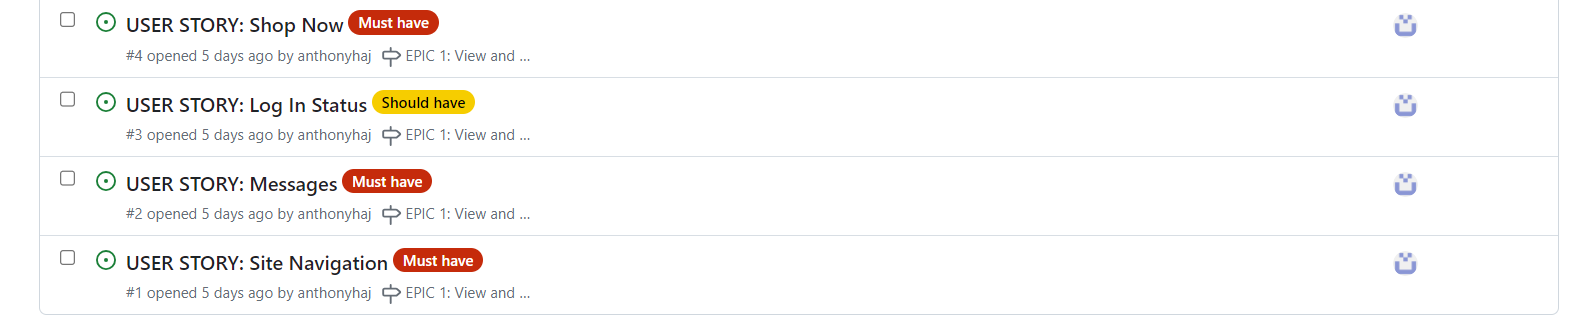 USER STORY: Shop Now Must have
#4 opened 5 days ago by anthonyhaj EPIC 1: View and ...
USER STORY: Log In Status Should have
#3 opened 5 days ago by anthonyhaj EPIC 1: View and ...
USER STORY: Messages Must have
#2 opened 5 days ago by anthonyhaj EPIC 1: View and ...
USER STORY: Site Navigation Must have
#1 opened 5 days ago by anthonyhaj EPIC 1: View and ...